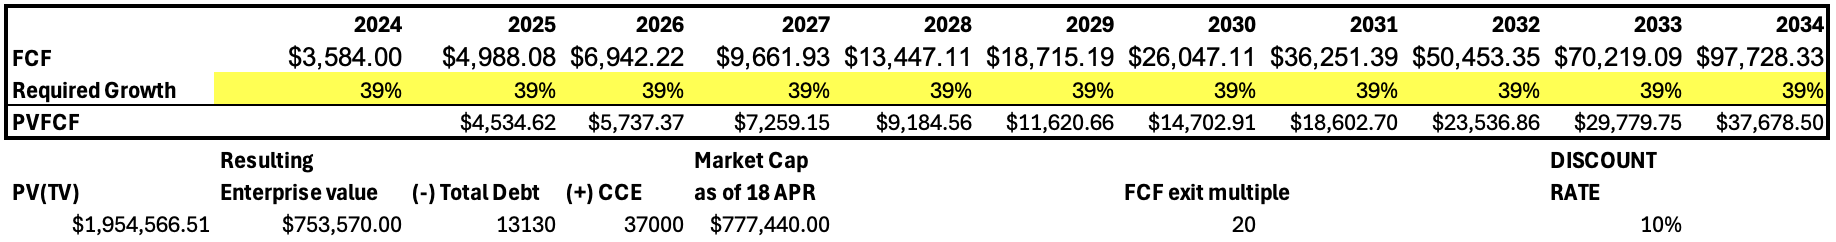 2024 2025 2026 2027 2028 2029 2030 2031 2032 2033 2034
FCF $3,584.00 $4,988.08 $6,942.22 $9,661.93 $13,447.11 $18,715.19 $26,047.11 $36,251.39 $50,453.35 $70,219.09 $97,728.33
Required Growth 39% 39% 39% 39% 39% 39% 39% 39% 39% 39% 39%
PVFCF $4,534.62 $5,737.37 $7,259.15 $9,184.56 $11,620.66 $14,702.91 $18,602.70 $23,536.86 $29,779.75 $37,678.50
Resulting Market Cap DISCOUNT
PV(TV) Enterprise value (-) Total Debt (+) CCE as of 18 APR FCF exit multiple RATE
$1,954,566.51 $753,570.00 13130 37000 $777,440.00 20 10%